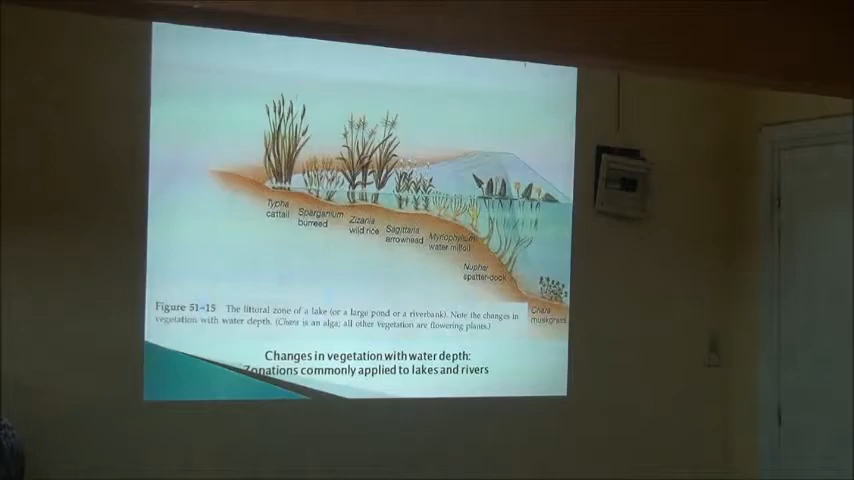 Typha
cattail
Sparganium
burreed
Zizania
wild rice
Sagittaria
arrowhead
Myriophyllum
water milfoil
Nuphar
spatter-dock
Chara
muskgrass
Figure 51–15 The littoral zone of a lake (or a large pond or a riverbank). Note the changes in
vegetation with water depth. (Chara is an alga; all other vegetation are flowering plants.)
Changes in vegetation with water depth:
Zonations commonly applied to lakes and rivers